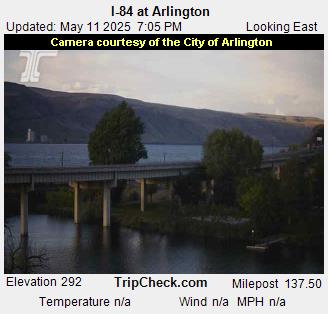 I-84 at Arlington
Updated: May 11 2025 7:05 PM Looking East
Camera courtesy of the City of Arlington
Elevation 292 TripCheck.com Milepost 137.50
Temperature n/a Wind n/a MPH n/a